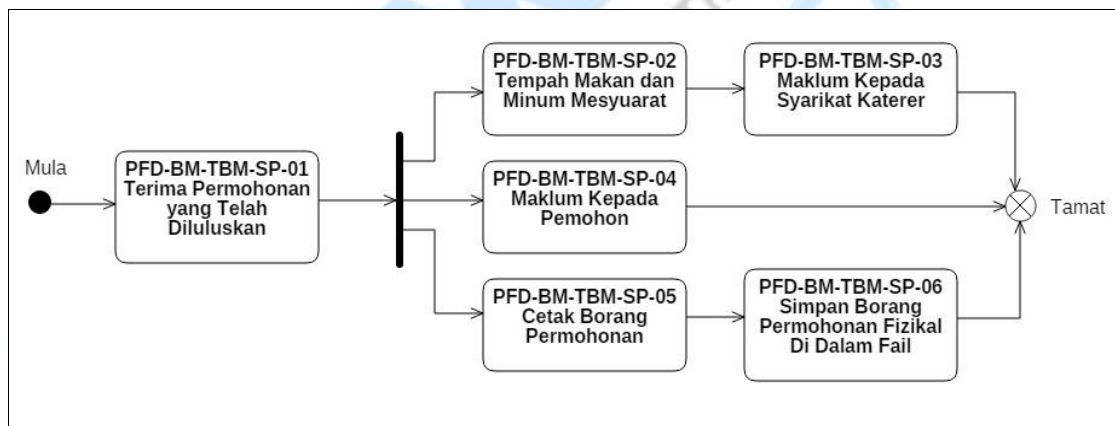 Mula
PFD-BM-TBM-SP-01
Terima Permohonan
yang Telah
Diluluskan
PFD-BM-TBM-SP-02
Tempah Makan dan
Minum Mesyuarat
PFD-BM-TBM-SP-03
Maklum Kepada
Syarikat Katerer
PFD-BM-TBM-SP-04
Maklum Kepada
Pemohon
PFD-BM-TBM-SP-05
Cetak Borang
Permohonan
PFD-BM-TBM-SP-06
Simpan Borang
Permohonan Fizikal
Di Dalam Fail
Tamat